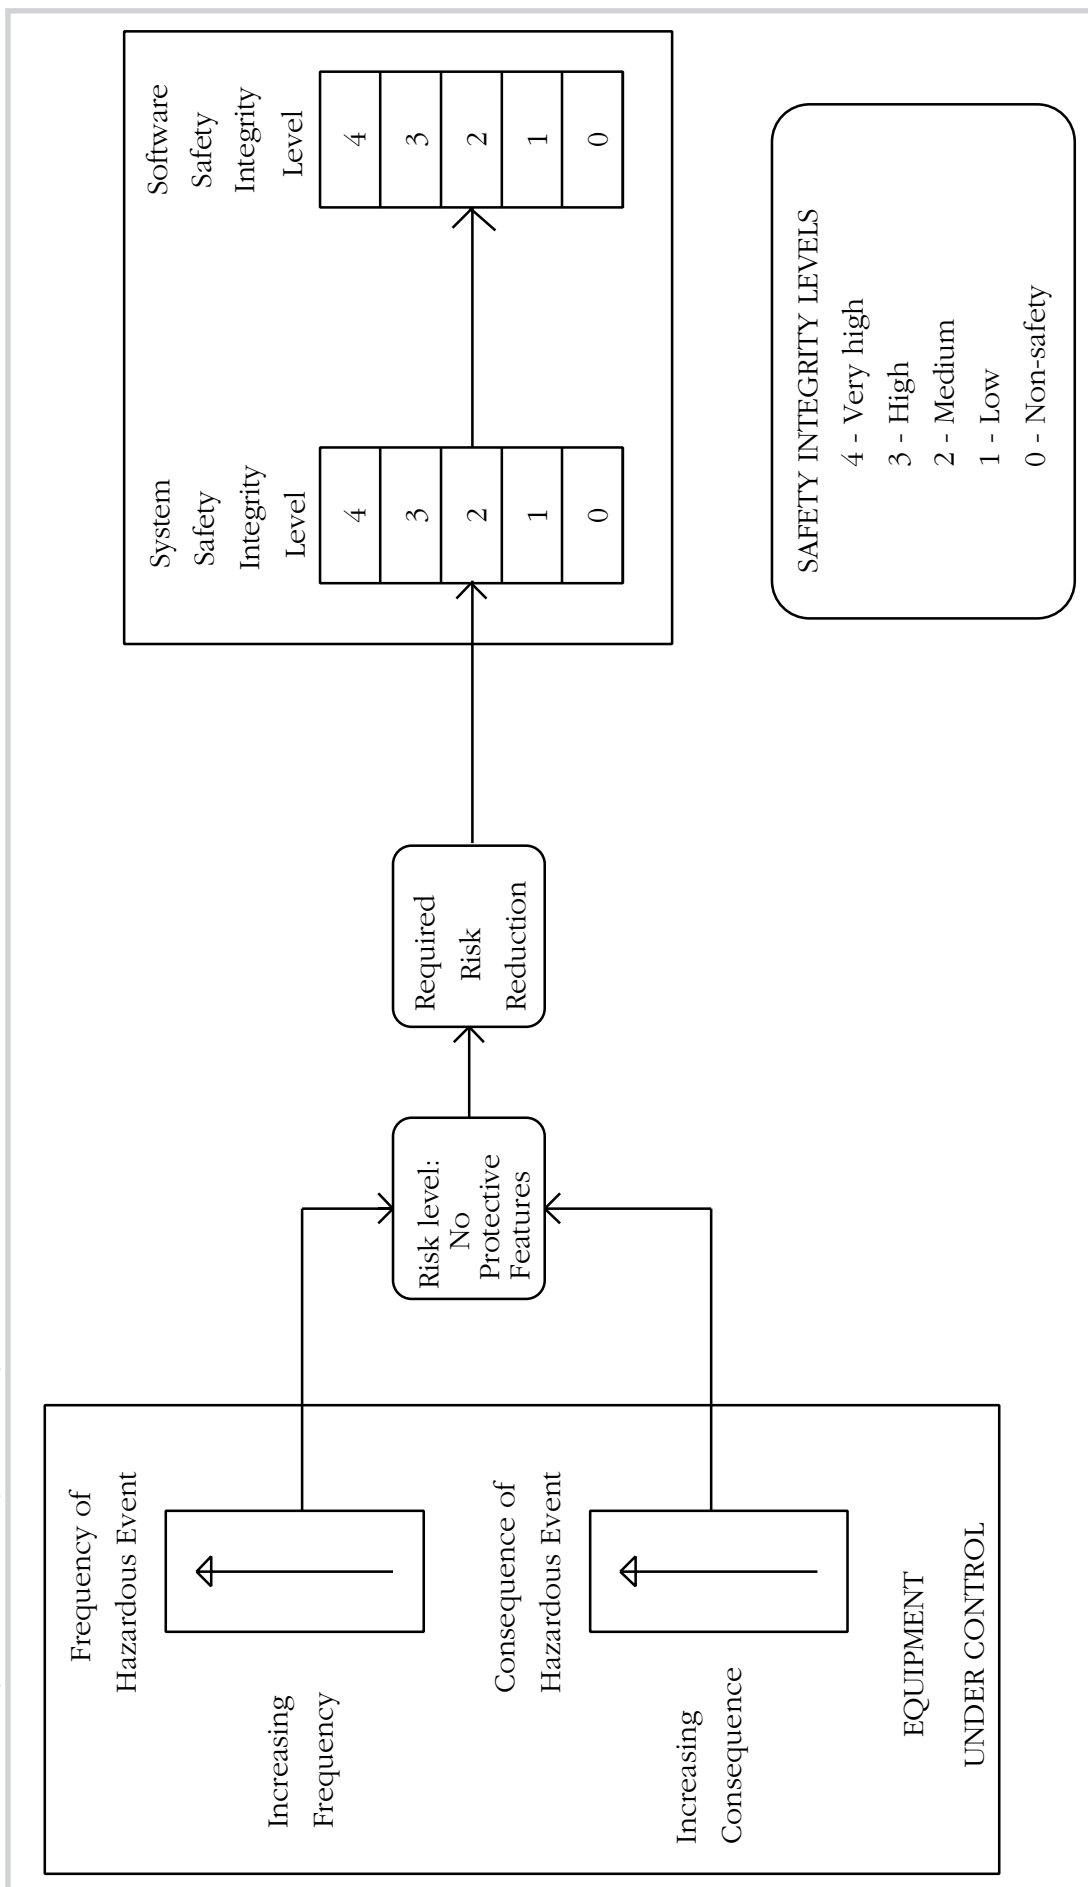 Frequency of
Hazardous Event
Increasing
Frequency
Consequence of
Hazardous Event
Increasing
Consequence
EQUIPMENT
UNDER CONTROL
Risk level:
No
Protective
Features
Required
Risk
Reduction
System
Safety
Integrity
Level
4
3
2
1
0
Software
Safety
Integrity
Level
4
3
2
1
0
SAFETY INTEGRITY LEVELS
4 - Very high
3 - High
2 - Medium
1 - Low
0 - Non-safety